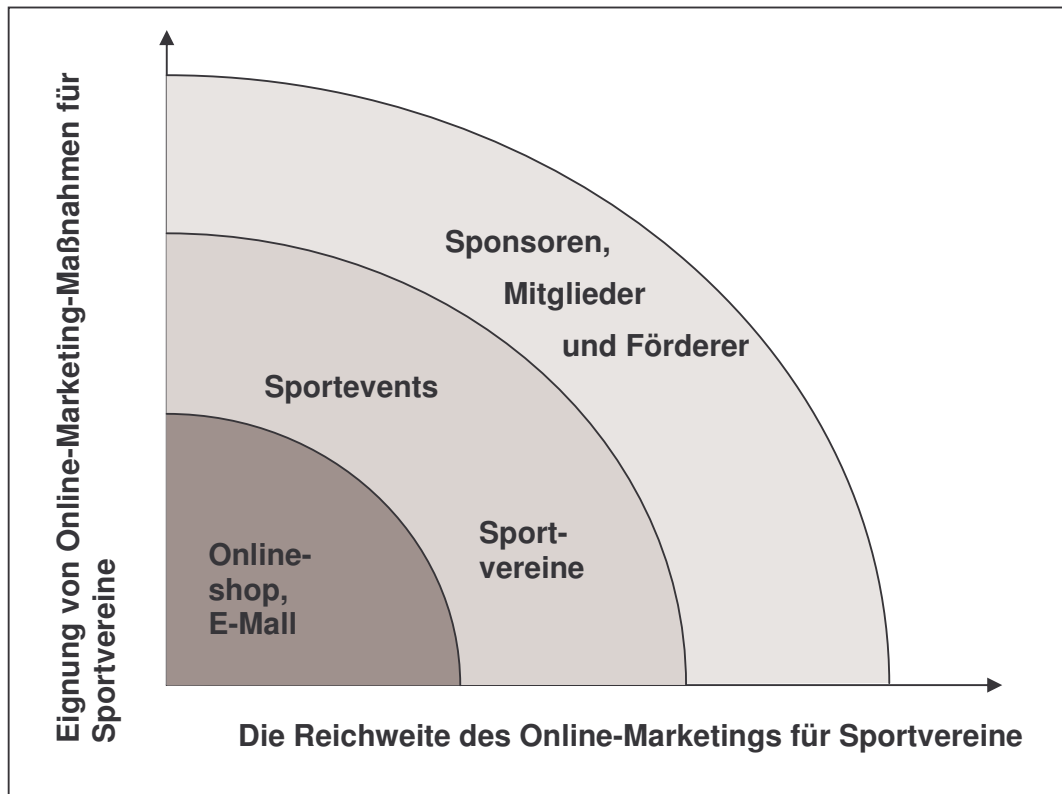 Eignung von Online-Marketing-Maßnahmen für
Sportvereine
Sponsoren,
Mitglieder
und Förderer
Sportevents
Sport-
vereine
Online-
shop,
E-Mall
Die Reichweite des Online-Marketings für Sportvereine